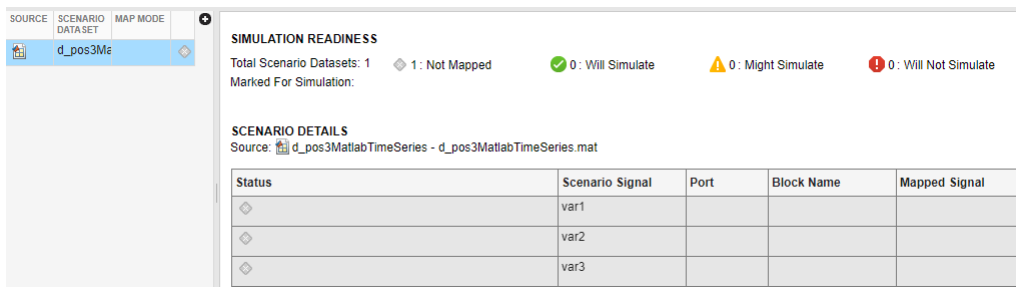 SOURCE SCENARIO DATASET MAP MODE
d_pos3Ma
SIMULATION READINESS
Total Scenario Datasets: 1 1 : Not Mapped 0 : Will Simulate 0 : Might Simulate 0 : Will Not Simulate
Marked For Simulation:
SCENARIO DETAILS
Source: d_pos3MatlabTimeSeries - d_pos3MatlabTimeSeries.mat
Status Scenario Signal Port Block Name Mapped Signal
var1
var2
var3